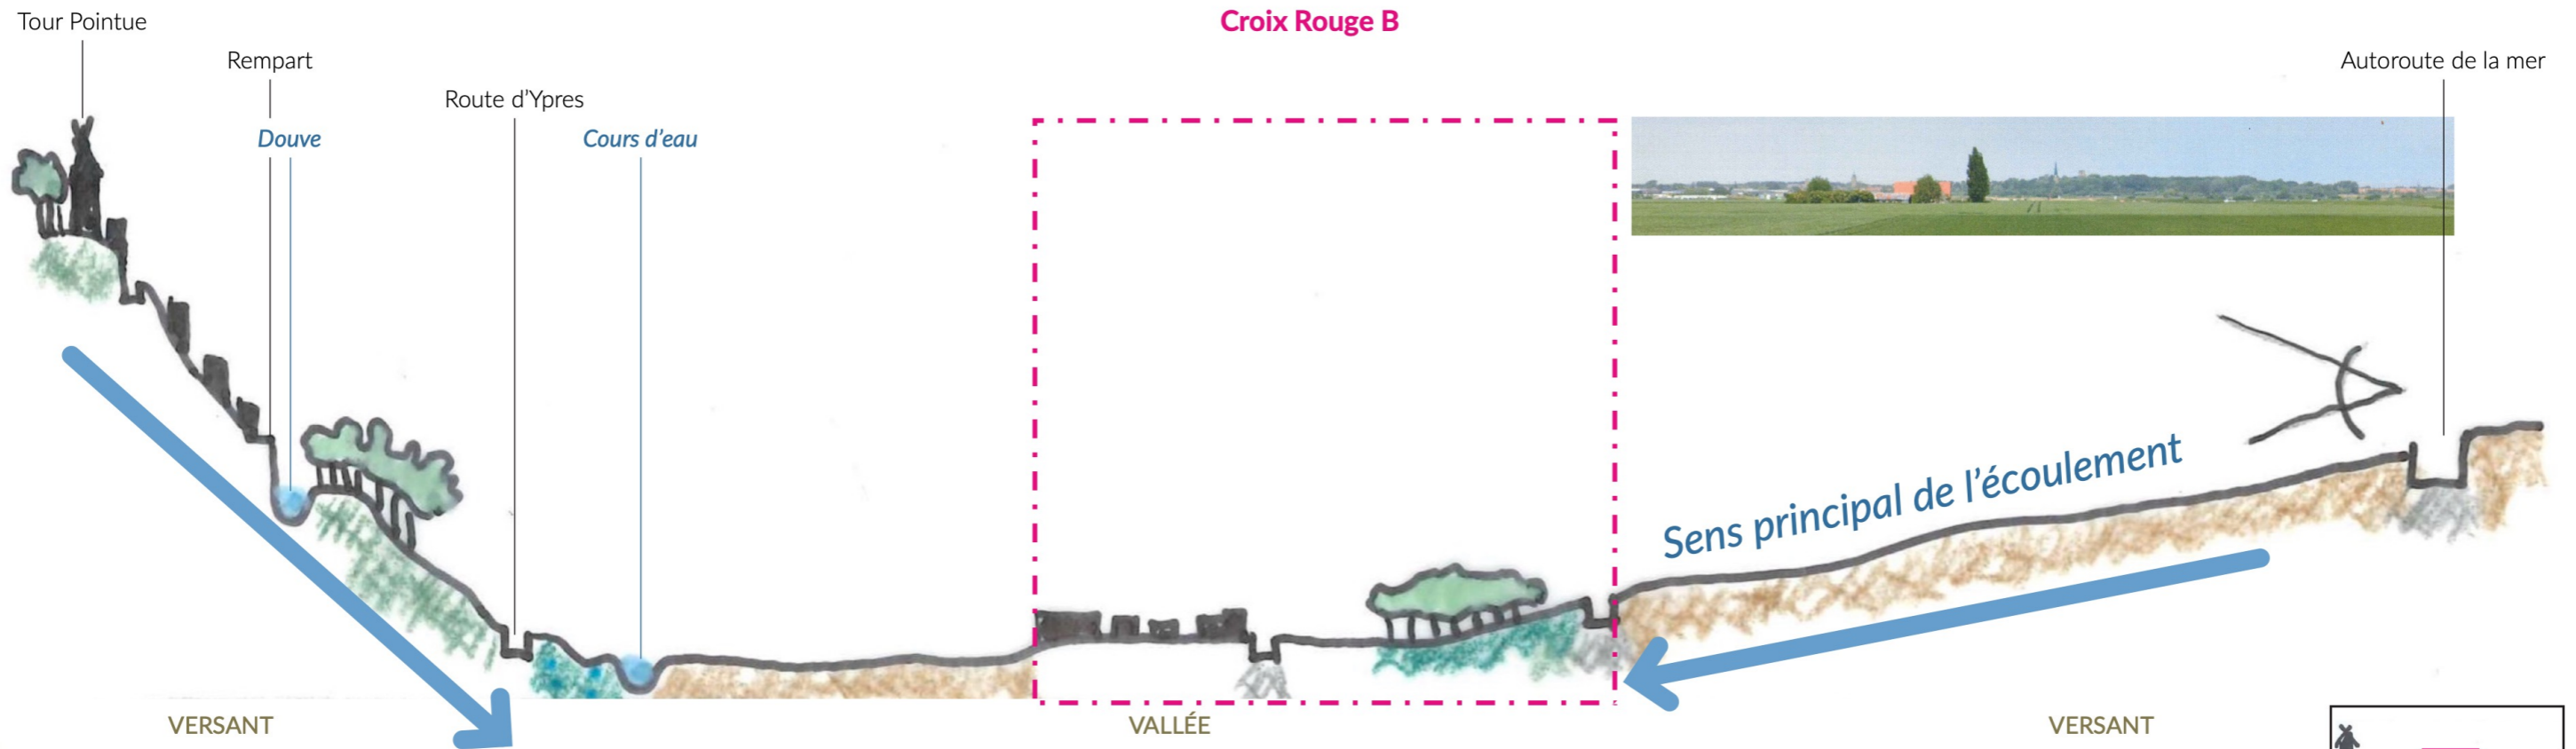 Tour Pointue
Croix Rouge B
Rempart
Autoroute de la mer
Route d'Ypres
Douve
Cours d'eau
Sens principal de l'écoulement
VERSANT
VALLÉE
VERSANT